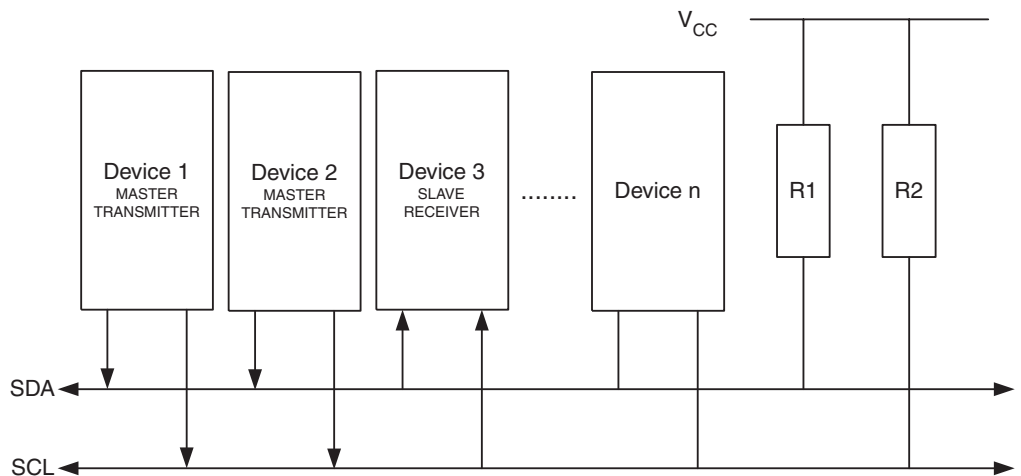 V_CC
Device 1
MASTER
TRANSMITTER
Device 2
MASTER
TRANSMITTER
Device 3
SLAVE
RECEIVER
........
Device n
R1
R2
SDA
SCL